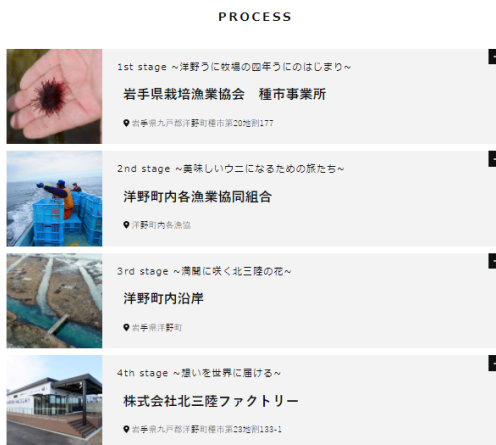 PROCESS
1st stage ~洋野うに牧場の四年うにのはじまり~
岩手県栽培漁業協会　種市事業所
岩手県九戸郡洋野町種市第20地割177
2nd stage ~美味しいウニになるための旅たち~
洋野町内各漁業協同組合
洋野町内各漁協
3rd stage ~満開に咲く北三陸の花~
洋野町内沿岸
岩手県洋野町
4th stage ~想いを世界に届ける~
株式会社北三陸ファクトリー
岩手県九戸郡洋野町種市第23地割133-1